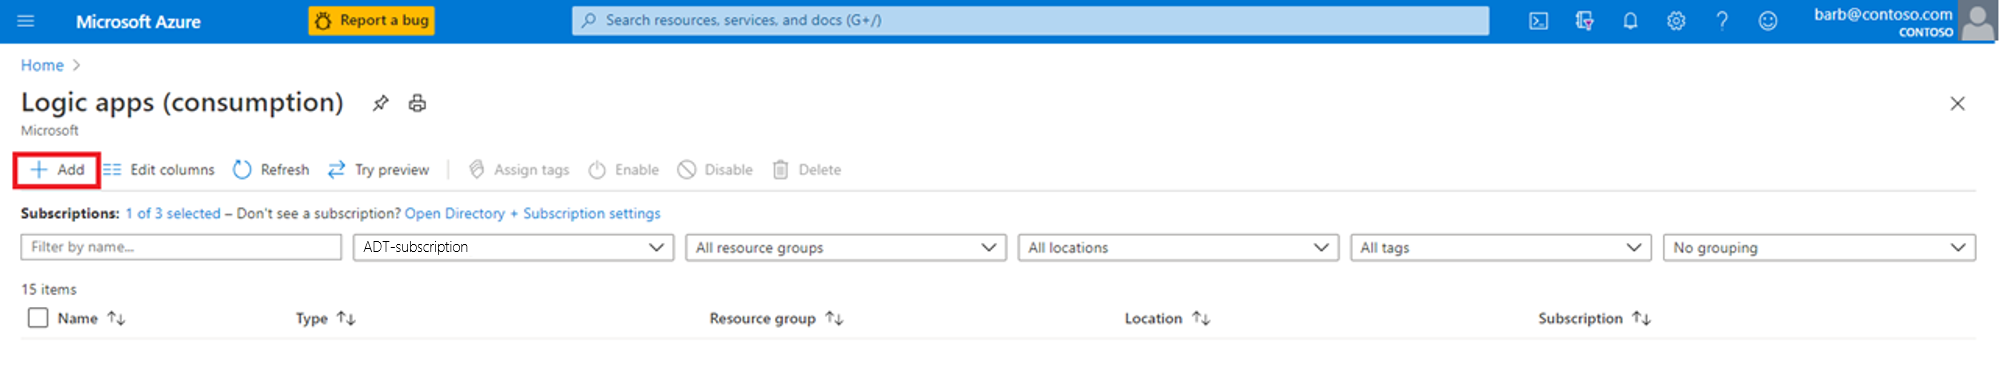 Microsoft Azure Report a bug Search resources, services, and docs (G+/) barb@contoso.com
CONTOSO
Home >
Logic apps (consumption)
Microsoft
+ Add Edit columns Refresh Try preview Assign tags Enable Disable Delete
Subscriptions: 1 of 3 selected – Don't see a subscription? Open Directory + Subscription settings
Filter by name... ADT-subscription All resource groups All locations All tags No grouping
15 items
Name ↑↓ Type ↑↓ Resource group ↑↓ Location ↑↓ Subscription ↑↓